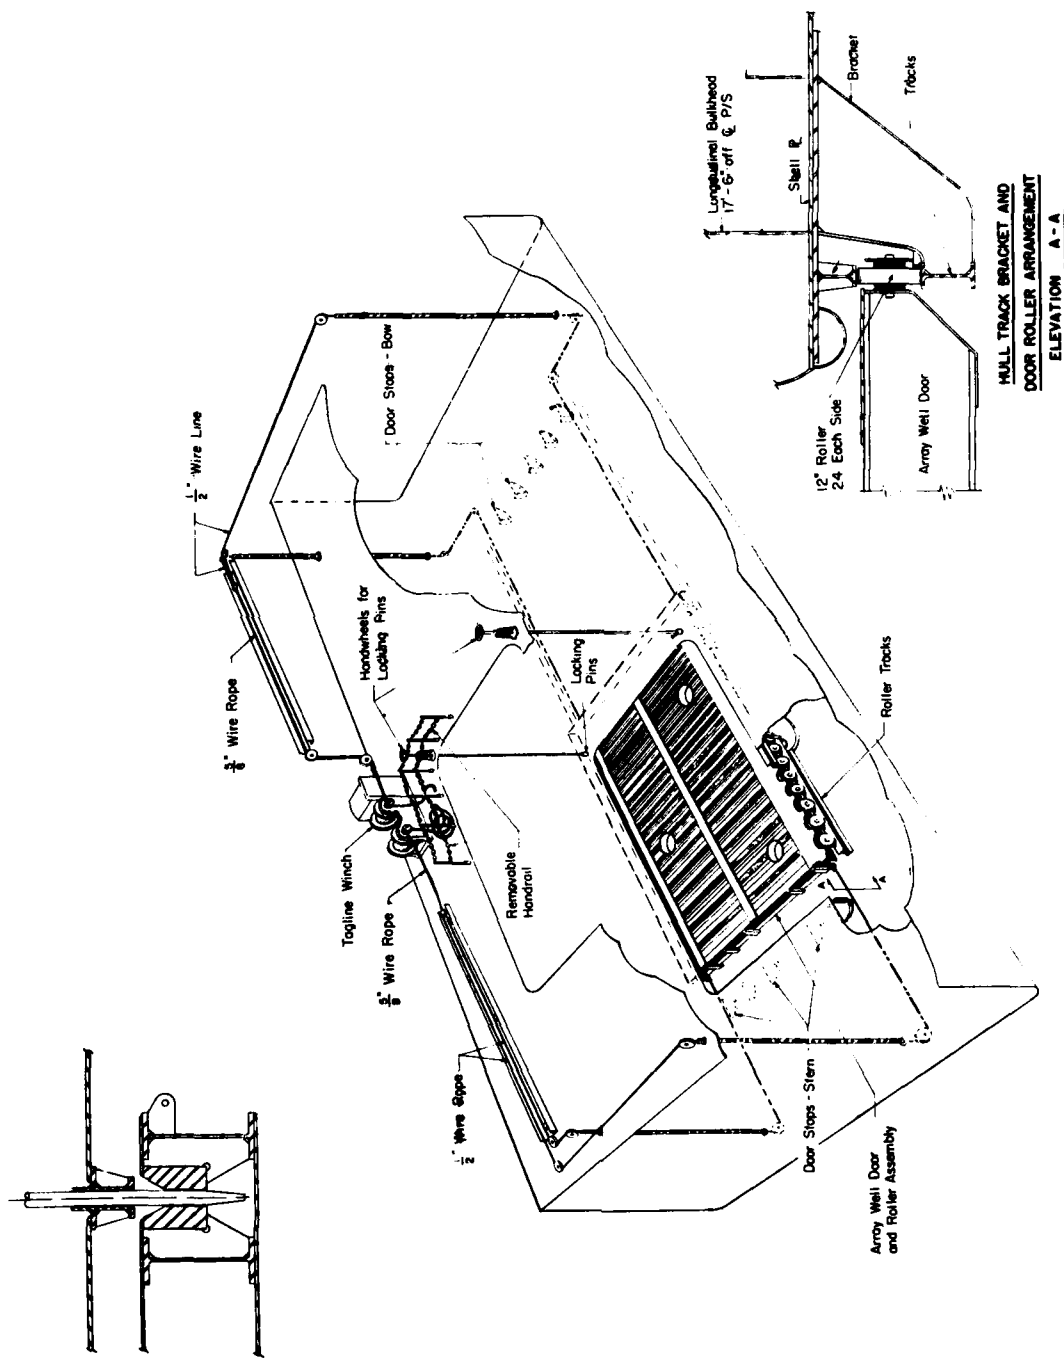 1/2" Wire Line
5/8" Wire Rope
Handwheels for
Locking Pins
Door Stops - Bow
Tagline Winch
5/8" Wire Rope
Removable
Handrail
Locking
Pins
1/2" Wire Rope
Roller Tracks
A
A
Door Stops - Stern
Array Well Door
and Roller Assembly
Longitudinal Bulkhead
17'-6" off ℄ P/S
Shell ⅊
Bracket
Tracks
12" Roller
24 Each Side
Array Well Door
HULL TRACK BRACKET AND
DOOR ROLLER ARRANGEMENT
ELEVATION A - A